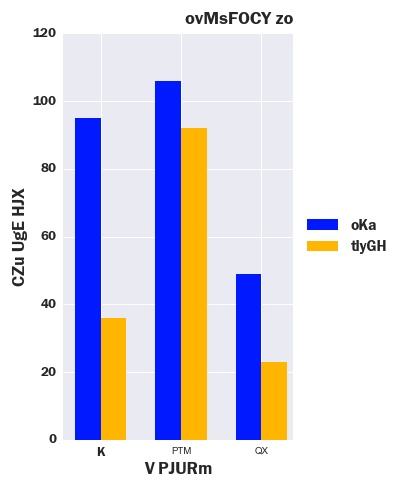 ovMsFOCY zo
120
100
80
60
40
20
0
CZu UgE HJX
K
PTM
QX
V PJURm
oKa
tlyGH